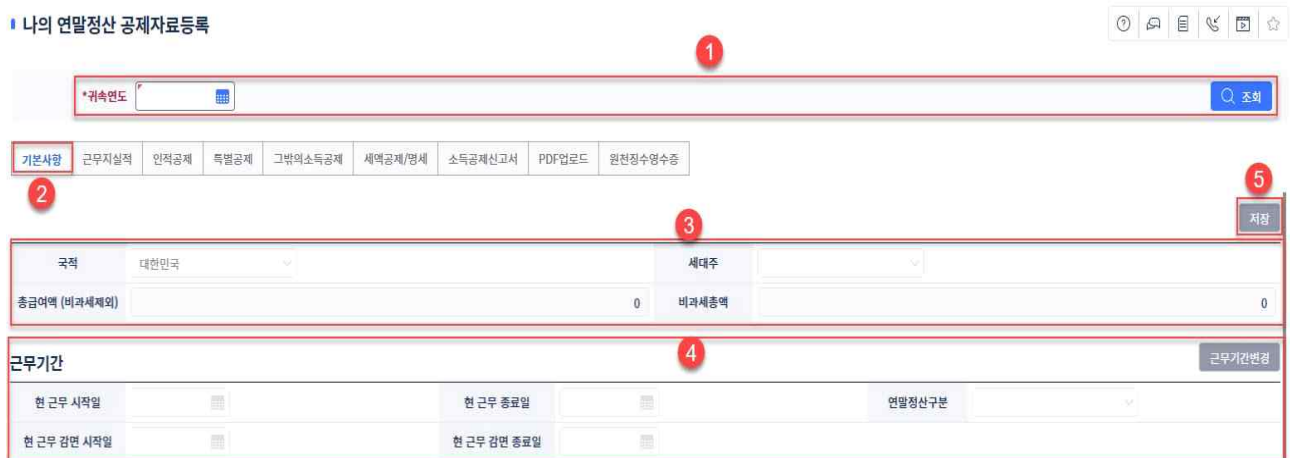 나의 연말정산 공제자료등록
1
*귀속연도
조회
기본사항 근무지실적 인적공제 특별공제 그밖의소득공제 세액공제/명세 소득공제신고서 PDF업로드 원천징수영수증
2
5
저장
3
국적 대한민국 세대주
총급여액 (비과세제외) 0 비과세총액 0
4
근무기간 근무기간변경
현 근무 시작일 현 근무 종료일 연말정산구분
현 근무 감면 시작일 현 근무 감면 종료일